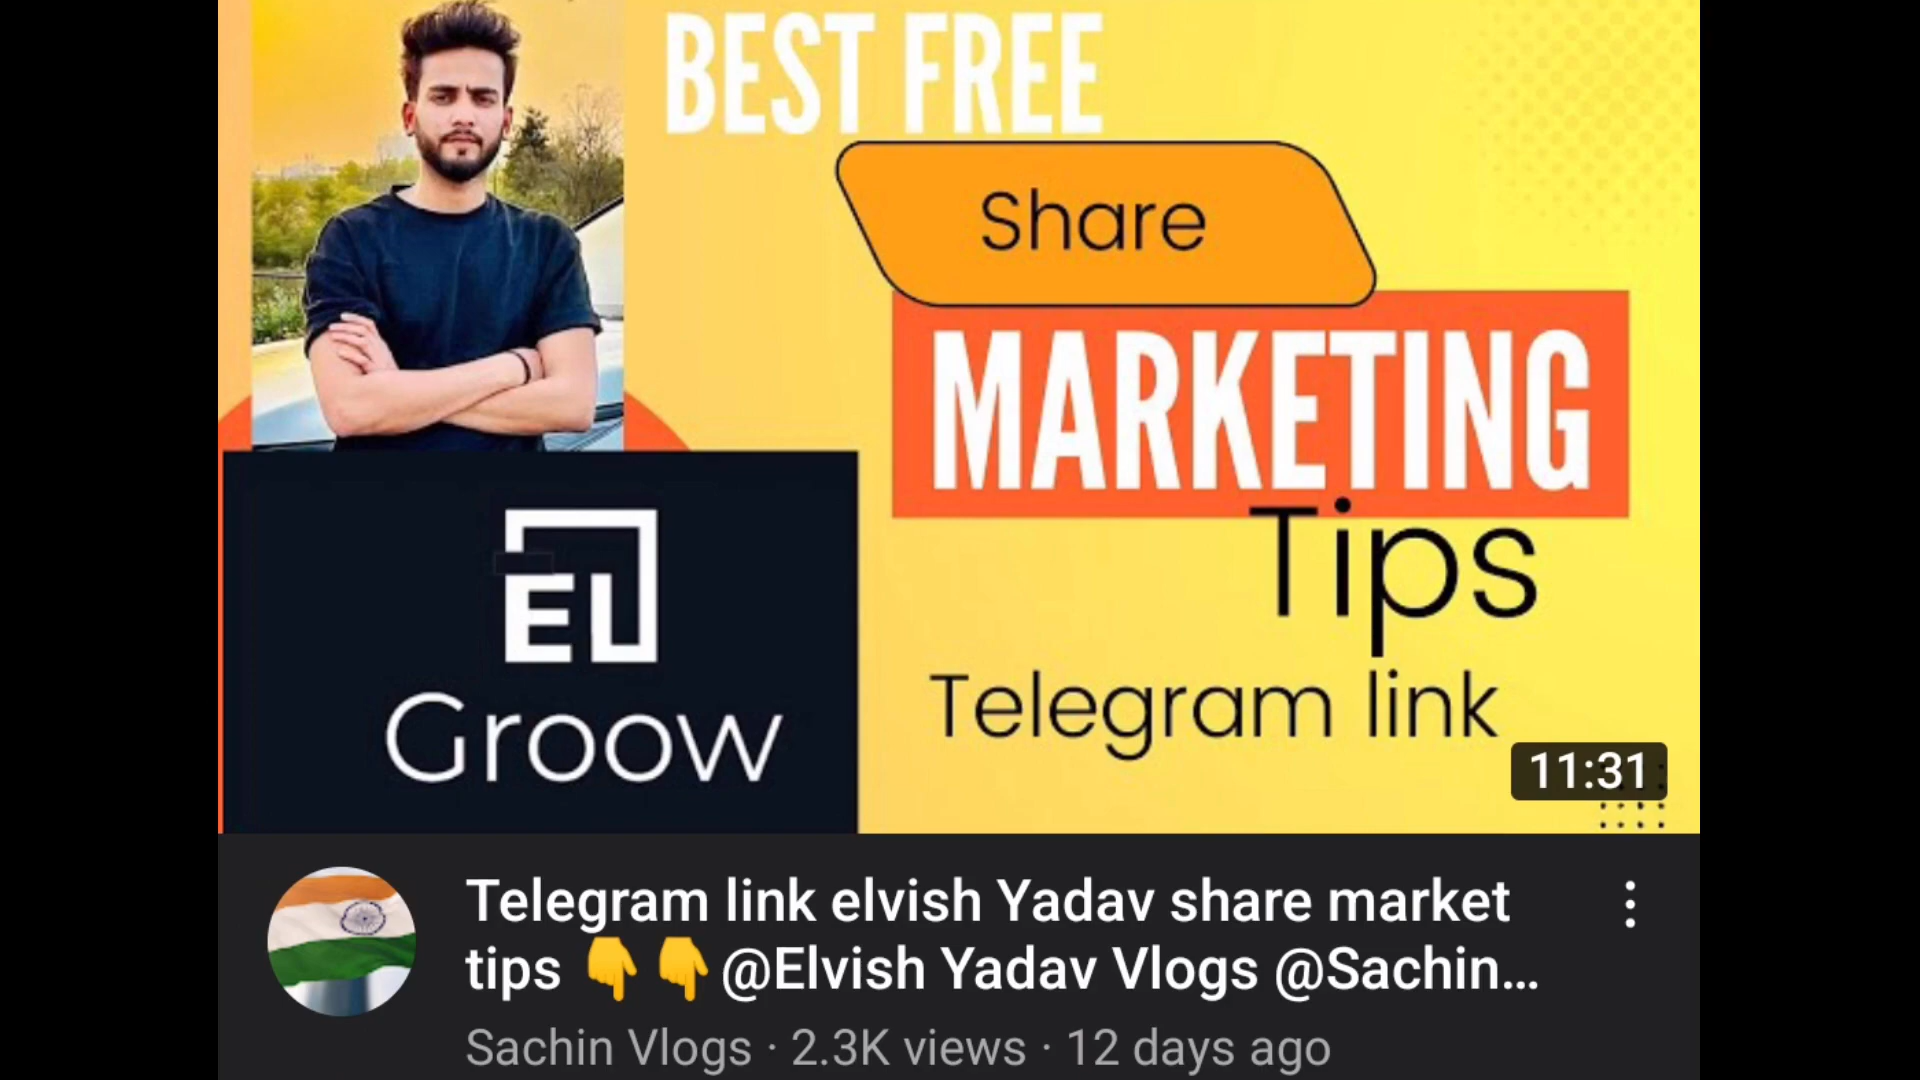 BEST FREE
Share
MARKETING
Tips
Telegram link
EL
Groow
11:31
Telegram link elvish Yadav share market
tips 👇👇@Elvish Yadav Vlogs @Sachin...
Sachin Vlogs · 2.3K views · 12 days ago